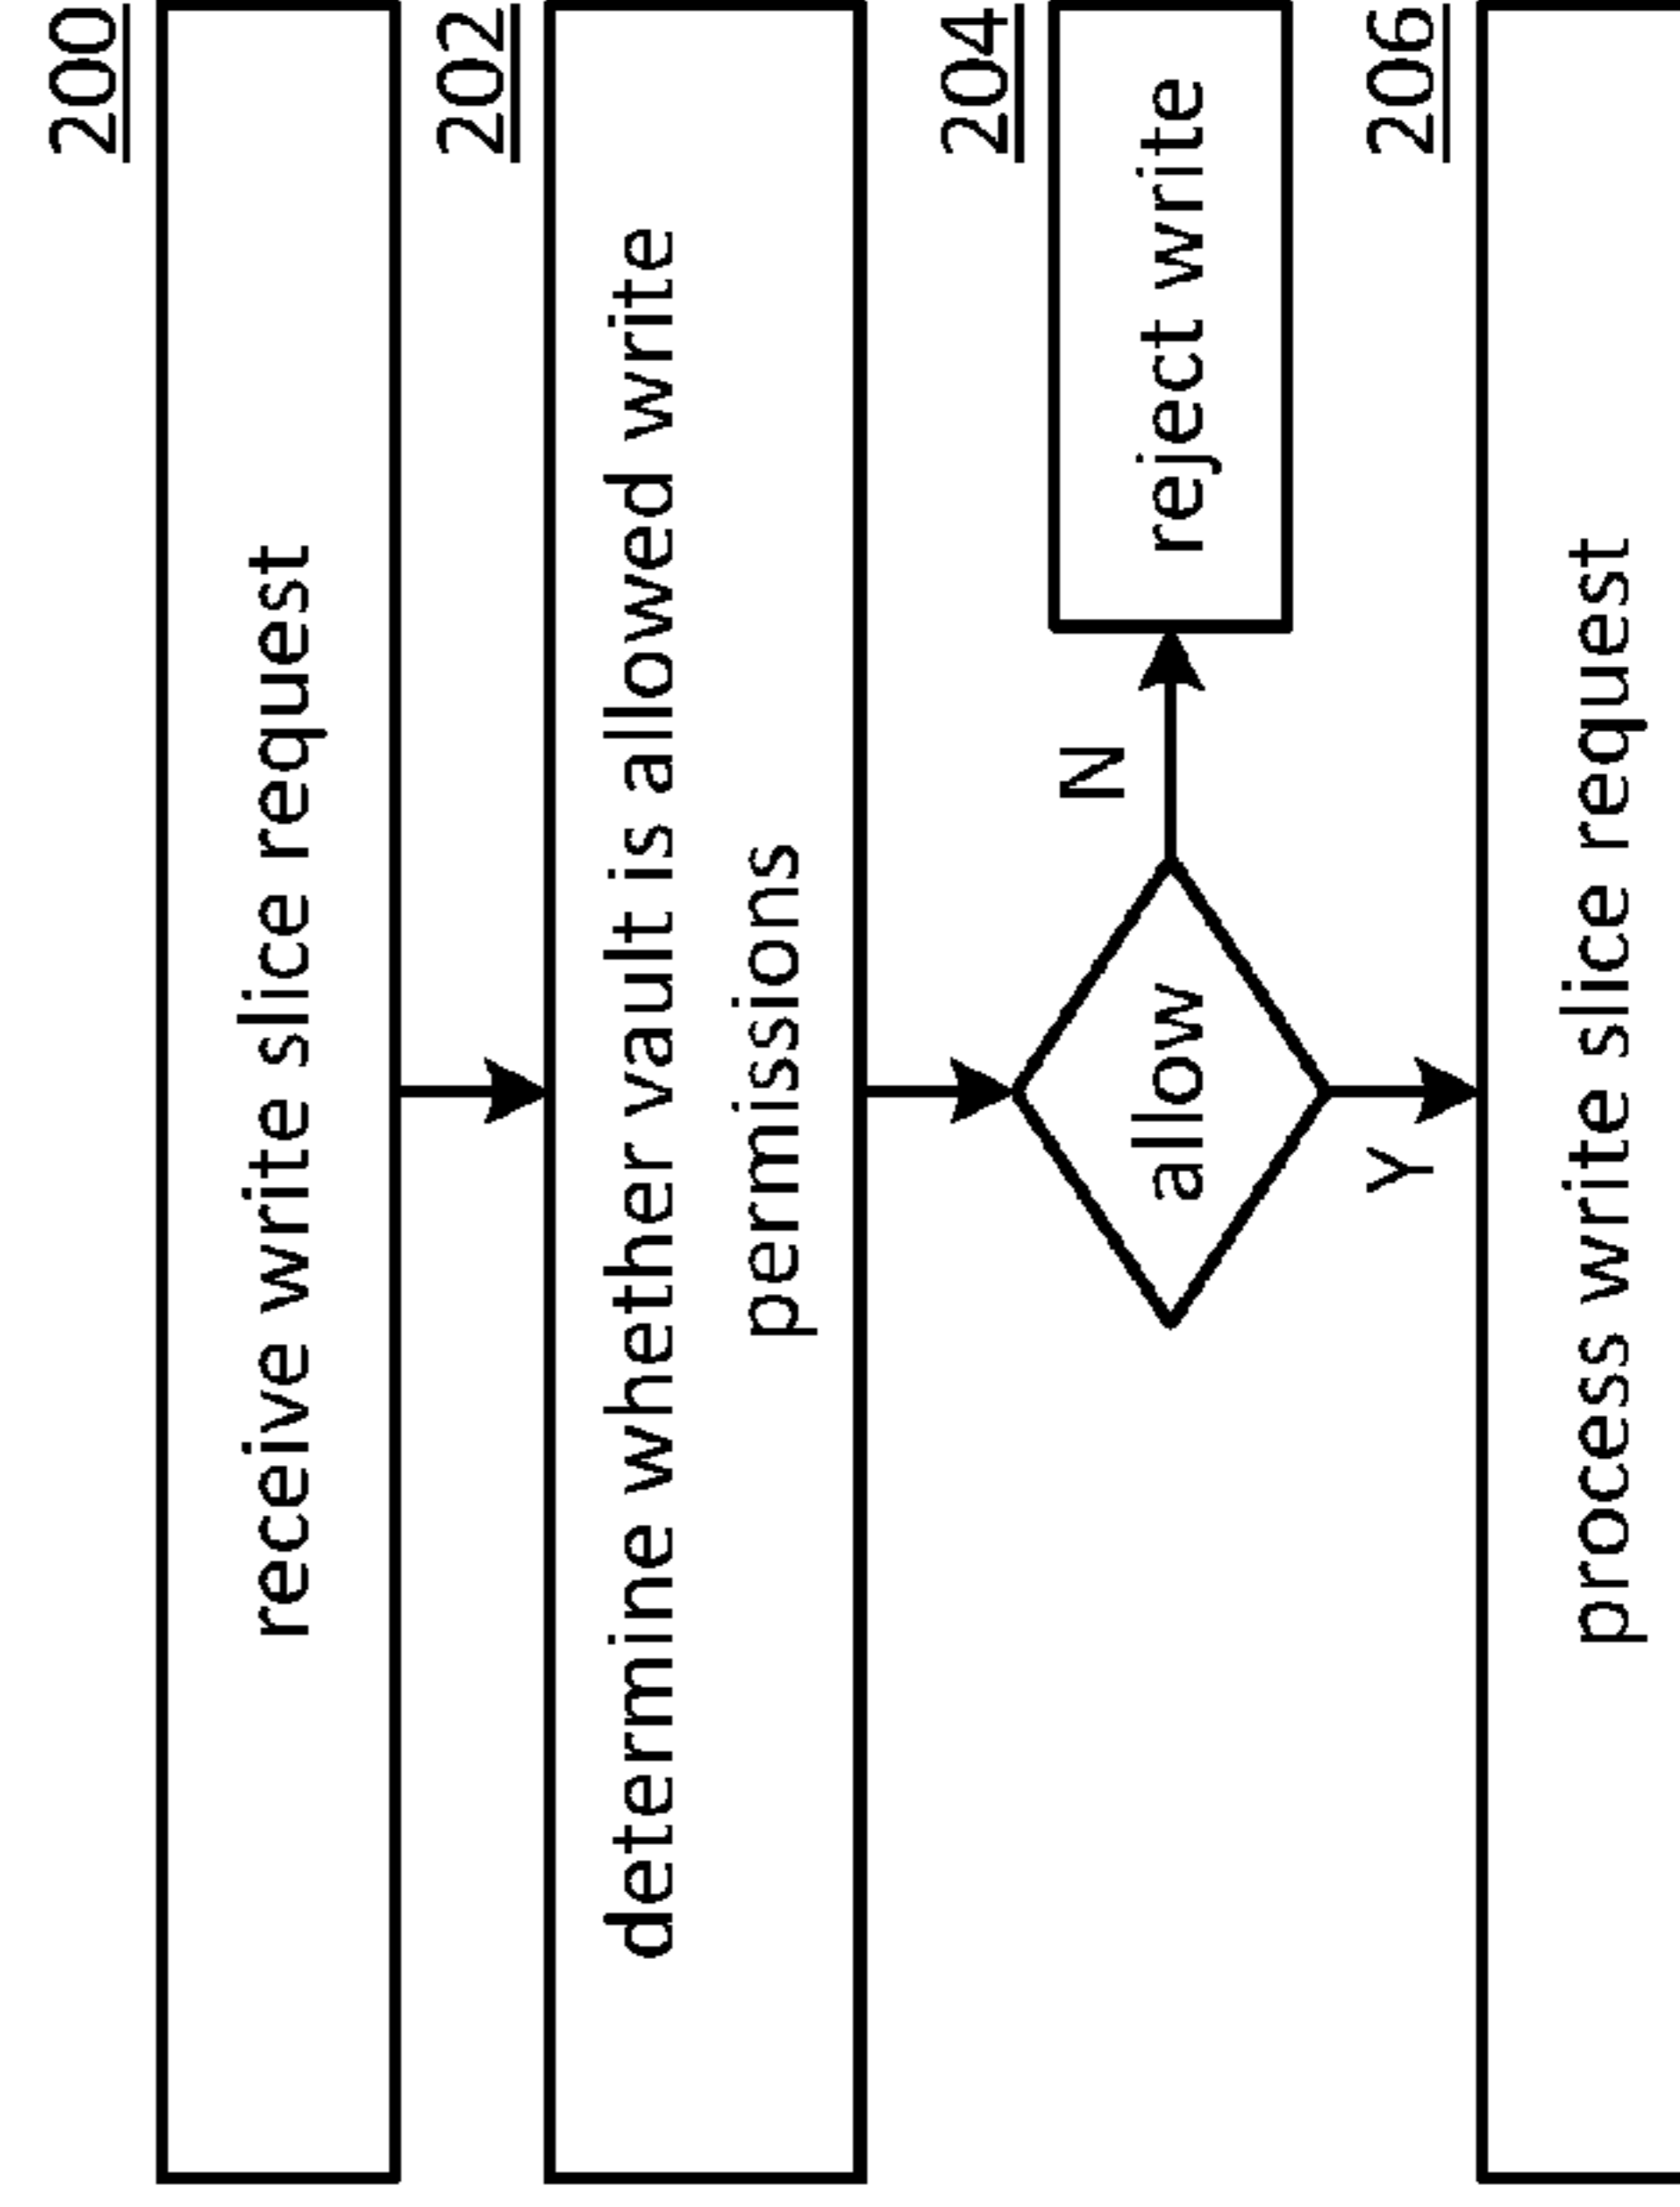 200
receive write slice request
202
determine whether vault is allowed write
permissions
204
allow
N
reject write
Y
206
process write slice request